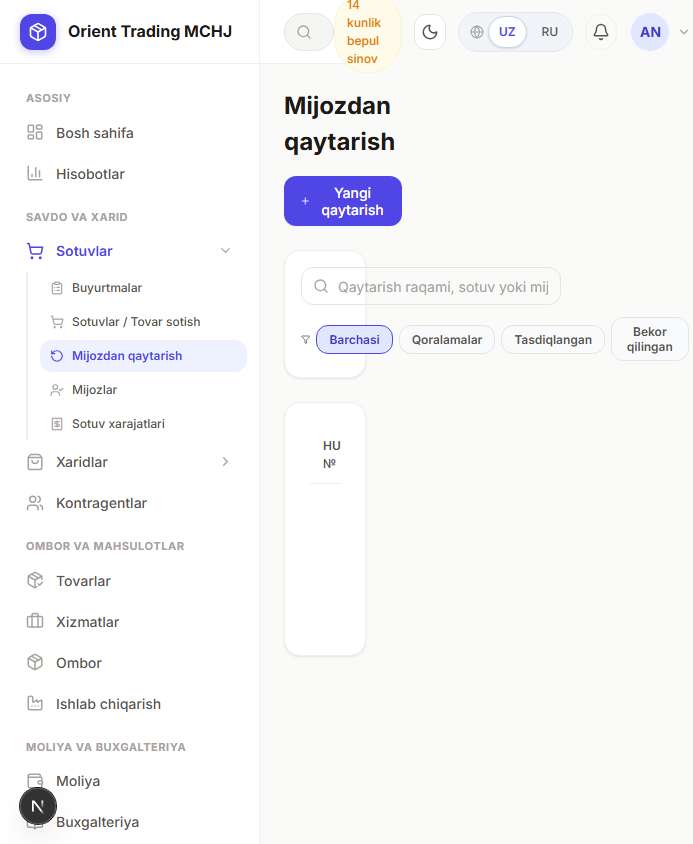 Orient Trading MCHJ
14
kunlik
bepul
sinov
UZ
RU
AN
ASOSIY
Bosh sahifa
Hisobotlar
SAVDO VA XARID
Sotuvlar
Buyurtmalar
Sotuvlar / Tovar sotish
Mijozdan qaytarish
Mijozlar
Sotuv xarajatlari
Xaridlar
Kontragentlar
OMBOR VA MAHSULOTLAR
Tovarlar
Xizmatlar
Ombor
Ishlab chiqarish
MOLIYA VA BUXGALTERIYA
Moliya
N
Buxgalteriya
Mijozdan
qaytarish
+ Yangi
qaytarish
Qaytarish raqami, sotuv yoki mij
Barchasi
Qoralamalar
Tasdiqlangan
Bekor
qilingan
HU
№